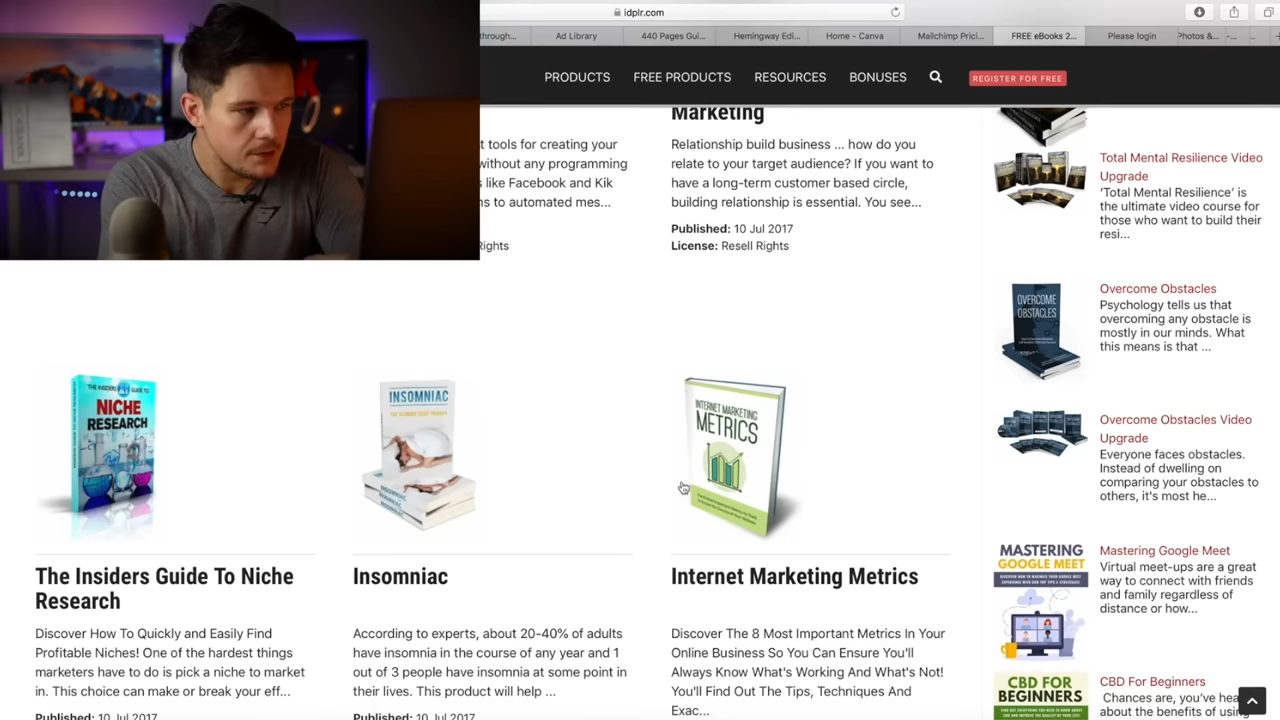 idplr.com
through...
Ad Library
440 Pages Gui...
Hemingway Edi...
Home - Canva
Mailchimp Prici...
FREE eBooks 2...
Please login
Photos &...
PRODUCTS
FREE PRODUCTS
RESOURCES
BONUSES
REGISTER FOR FREE
t tools for creating your
without any programming
s like Facebook and Kik
ns to automated mes...
Rights
Marketing
Relationship build business ... how do you
relate to your target audience? If you want to
have a long-term customer based circle,
building relationship is essential. You see...
Published: 10 Jul 2017
License: Resell Rights
THE INSIDERS GUIDE TO
NICHE
RESEARCH
The Insiders Guide To Niche
Research
Discover How To Quickly and Easily Find
Profitable Niches! One of the hardest things
marketers have to do is pick a niche to market
in. This choice can make or break your eff...
Published: 10 Jul 2017
INSOMNIAC
INSOMNIAC
INSOMNIAC
Insomniac
According to experts, about 20-40% of adults
have insomnia in the course of any year and 1
out of 3 people have insomnia at some point in
their lives. This product will help ...
Published: 10 Jul 2017
INTERNET MARKETING
METRICS
Internet Marketing Metrics
Discover The 8 Most Important Metrics In Your
Online Business So You Can Ensure You'll
Always Know What's Working And What's Not!
You'll Find Out The Tips, Techniques And
Exac...
Total Mental Resilience Video
Upgrade
'Total Mental Resilience' is
the ultimate video course for
those who want to build their
resi...
OVERCOME
OBSTACLES
Overcome Obstacles
Psychology tells us that
overcoming any obstacle is
mostly in our minds. What
this means is that ...
Overcome Obstacles Video
Upgrade
Everyone faces obstacles.
Instead of dwelling on
comparing your obstacles to
others, it's most he...
MASTERING
GOOGLE MEET
Mastering Google Meet
Virtual meet-ups are a great
way to connect with friends
and family regardless of
distance or how...
CBD FOR
BEGINNERS
CBD For Beginners
Chances are, you've hea
about the benefits of using